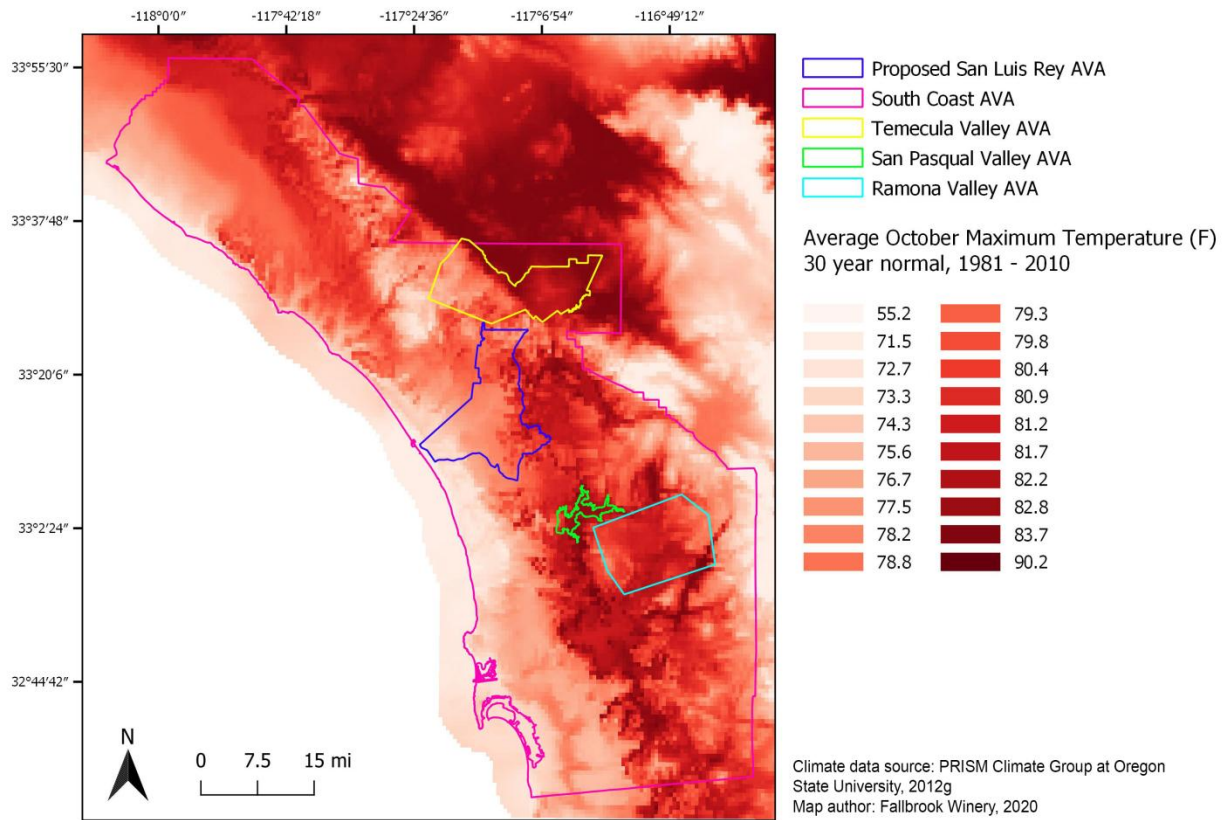 -118°0′0″ -117°42′18″ -117°24′36″ -117°6′54″ -116°49′12″
33°55′30″
33°37′48″
33°20′6″
33°2′24″
32°44′42″
N
0 7.5 15 mi
Proposed San Luis Rey AVA
South Coast AVA
Temecula Valley AVA
San Pasqual Valley AVA
Ramona Valley AVA
Average October Maximum Temperature (F)
30 year normal, 1981 - 2010
55.2 79.3
71.5 79.8
72.7 80.4
73.3 80.9
74.3 81.2
75.6 81.7
76.7 82.2
77.5 82.8
78.2 83.7
78.8 90.2
Climate data source: PRISM Climate Group at Oregon
State University, 2012g
Map author: Fallbrook Winery, 2020